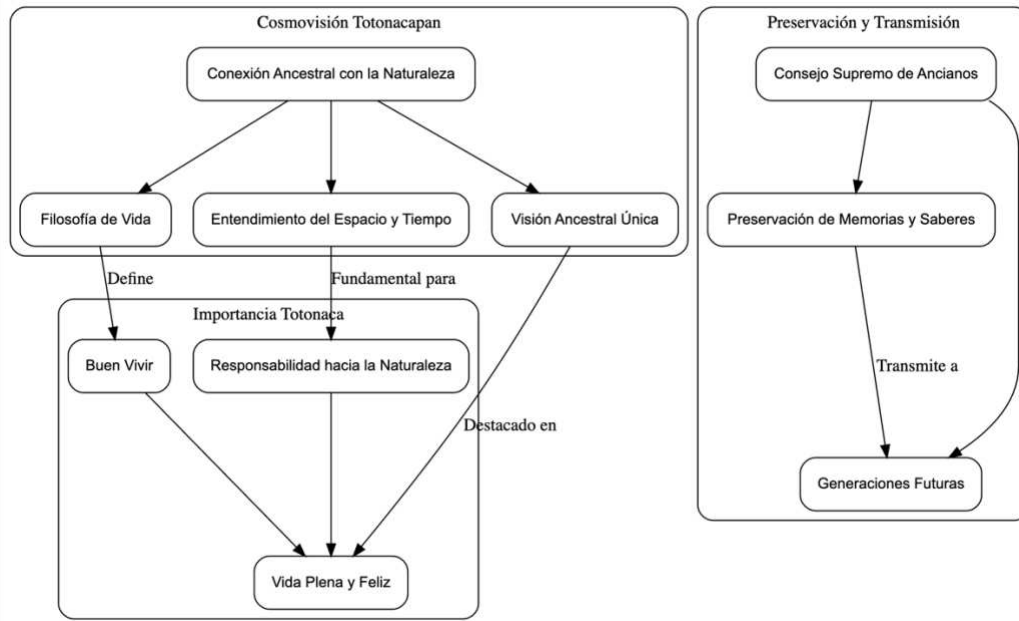 Cosmovisión Totonacapan
Conexión Ancestral con la Naturaleza
Filosofía de Vida
Entendimiento del Espacio y Tiempo
Visión Ancestral Única
Define
Fundamental para
Importancia Totonaca
Buen Vivir
Responsabilidad hacia la Naturaleza
Destacado en
Vida Plena y Feliz
Preservación y Transmisión
Consejo Supremo de Ancianos
Preservación de Memorias y Saberes
Transmite a
Generaciones Futuras